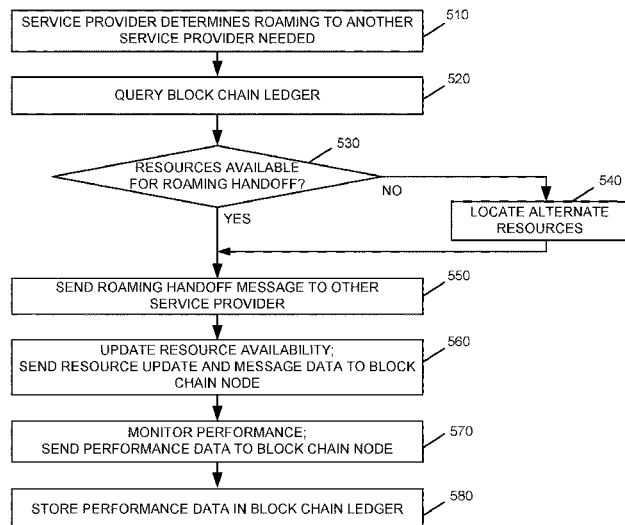 SERVICE PROVIDER DETERMINES ROAMING TO ANOTHER
SERVICE PROVIDER NEEDED
510
QUERY BLOCK CHAIN LEDGER
520
530
RESOURCES AVAILABLE
FOR ROAMING HANDOFF?
NO
540
YES
LOCATE ALTERNATE
RESOURCES
SEND ROAMING HANDOFF MESSAGE TO OTHER
SERVICE PROVIDER
550
UPDATE RESOURCE AVAILABILITY;
SEND RESOURCE UPDATE AND MESSAGE DATA TO BLOCK
CHAIN NODE
560
MONITOR PERFORMANCE;
SEND PERFORMANCE DATA TO BLOCK CHAIN NODE
570
STORE PERFORMANCE DATA IN BLOCK CHAIN LEDGER
580